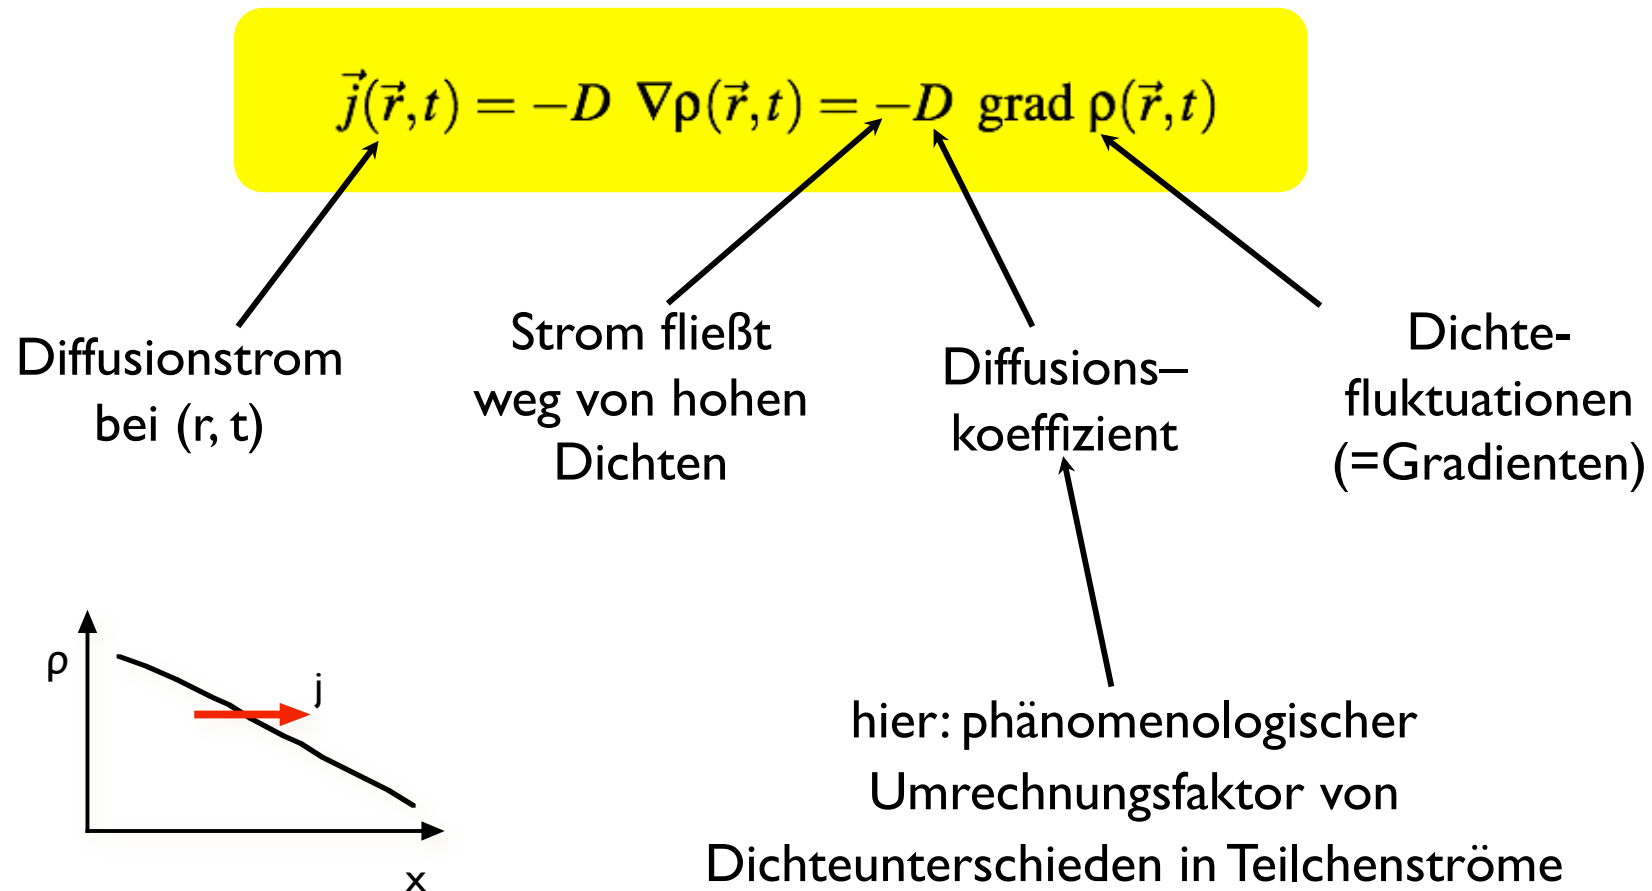 j⃗(r⃗,t) = −D ∇ρ(r⃗,t) = −D grad ρ(r⃗,t)
Diffusionstrom
bei (r, t)
Strom fließt
weg von hohen
Dichten
Diffusions–
koeffizient
Dichte-
fluktuationen
(=Gradienten)
ρ
j
x
hier: phänomenologischer
Umrechnungsfaktor von
Dichteunterschieden in Teilchenströme